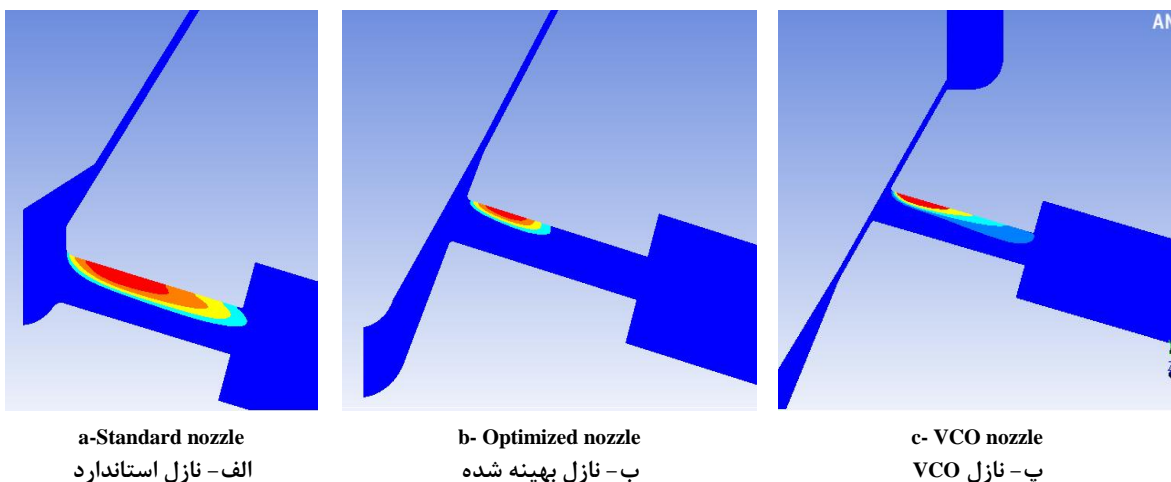 AN
a-Standard nozzle
الف- نازل استاندارد
b- Optimized nozzle
ب- نازل بهینه شده
c- VCO nozzle
پ- نازل VCO